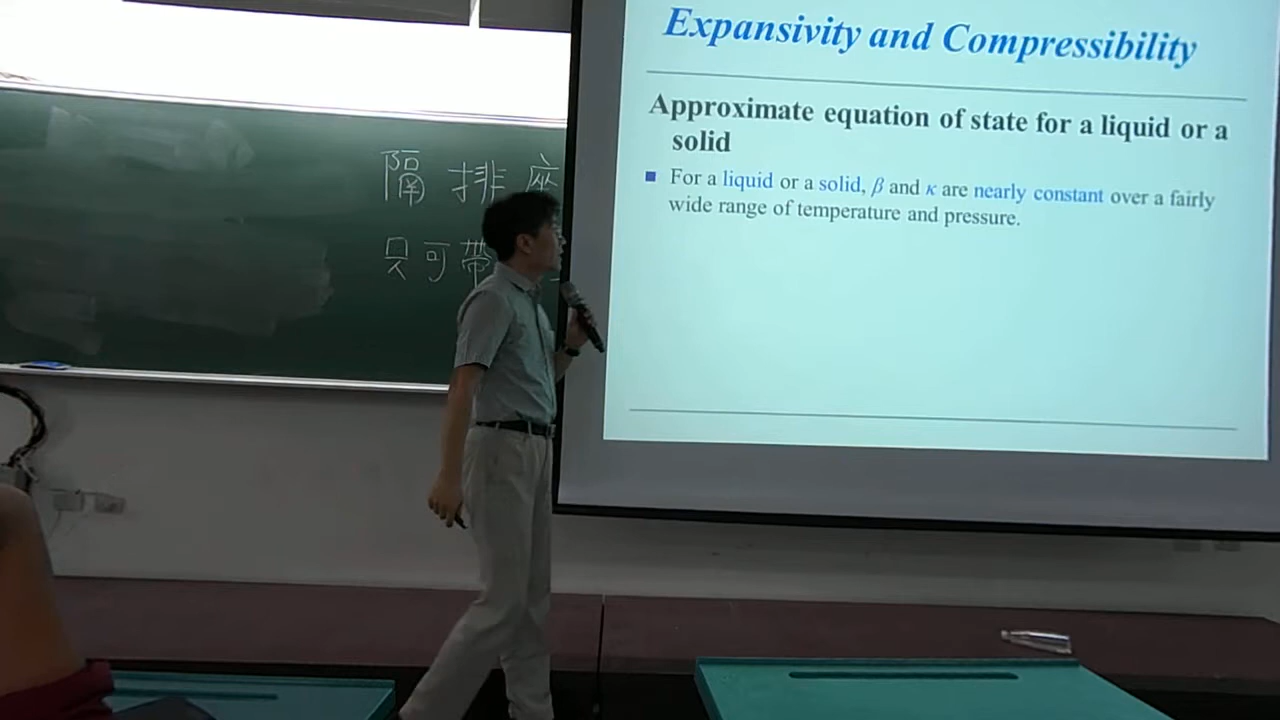 隔排座
只可帶
Expansivity and Compressibility
Approximate equation of state for a liquid or a
solid
For a liquid or a solid, β and κ are nearly constant over a fairly
wide range of temperature and pressure.